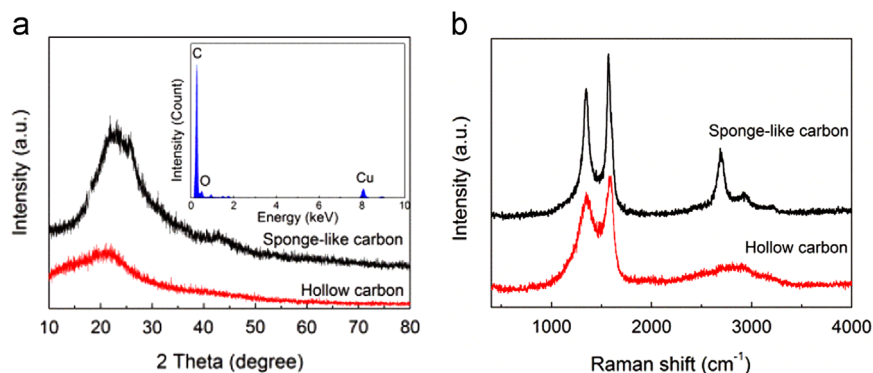 a
Intensity (a.u.)
Intensity (Count)
C
O
Cu
0 2 4 6 8 10
Energy (keV)
Sponge-like carbon
Hollow carbon
10 20 30 40 50 60 70 80
2 Theta (degree)
b
Intensity (a.u.)
Sponge-like carbon
Hollow carbon
1000 2000 3000 4000
Raman shift (cm⁻¹)